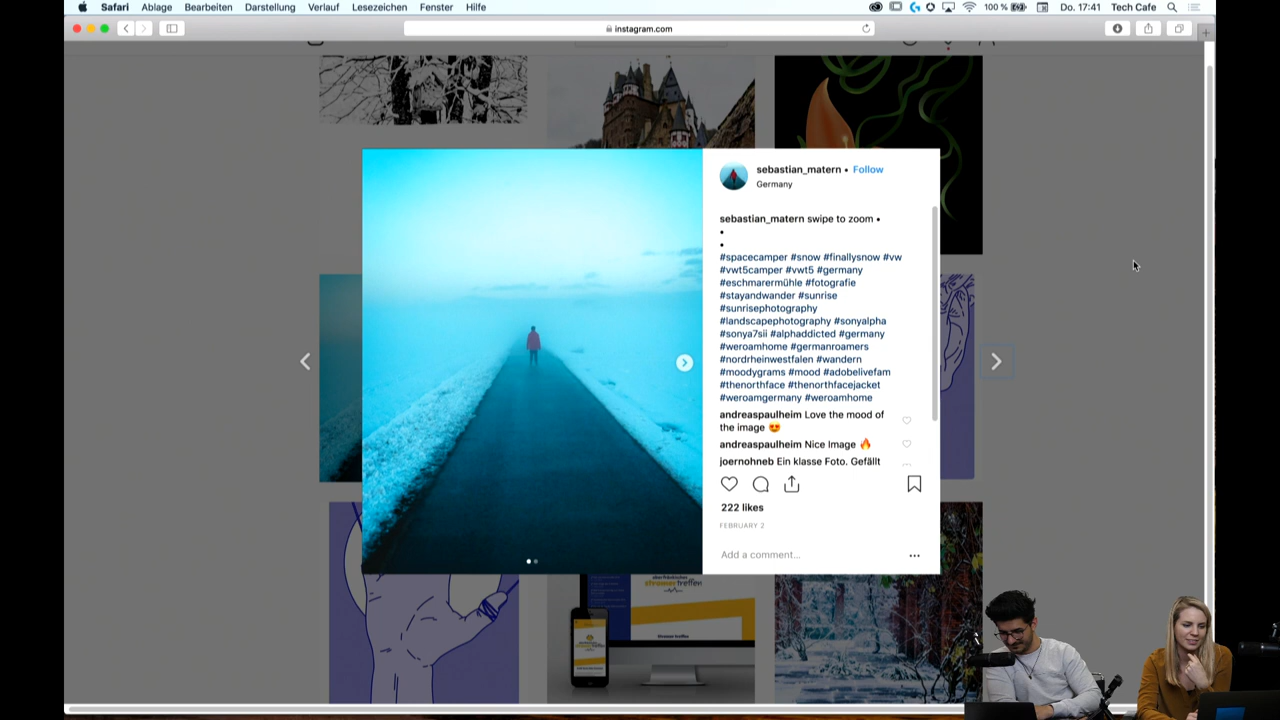 Safari Ablage Bearbeiten Darstellung Verlauf Lesezeichen Fenster Hilfe
100 % Do. 17:41 Tech Cafe
instagram.com
sebastian_matern • Follow
Germany
sebastian_matern swipe to zoom •
•
•
#spacecamper #snow #finallysnow #vw
#vwt5camper #vwt5 #germany
#eschmarermühle #fotografie
#stayandwander #sunrise
#sunrisephotography
#landscapephotography #sonyalpha
#sonya7sii #alphaddicted #germany
#weroamhome #germanroamers
#nordrheinwestfalen #wandern
#moodygrams #mood #adobelivefam
#thenorthface #thenorthfacejacket
#weroamgermany #weroamhome
andreaspaulheim Love the mood of
the image 😍
andreaspaulheim Nice Image 🔥
joernohneb Ein klasse Foto. Gefällt
222 likes
FEBRUARY 2
Add a comment...
stromertreffen
Stromer treffen